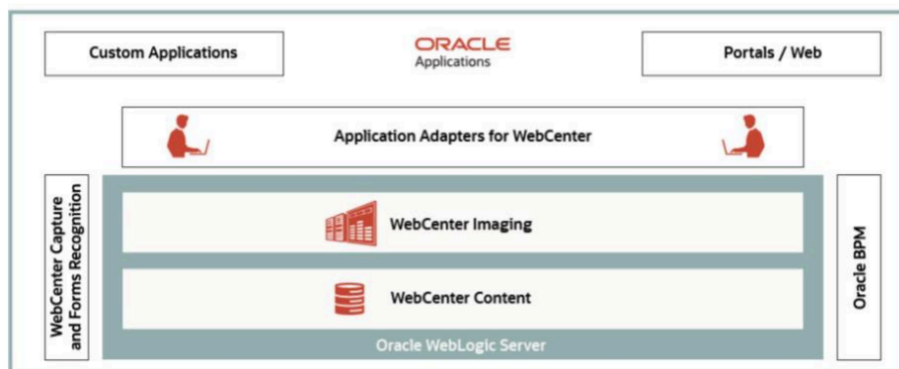 Custom Applications
ORACLE
Applications
Portals / Web
Application Adapters for WebCenter
WebCenter Capture
and Forms Recognition
WebCenter Imaging
WebCenter Content
Oracle WebLogic Server
Oracle BPM